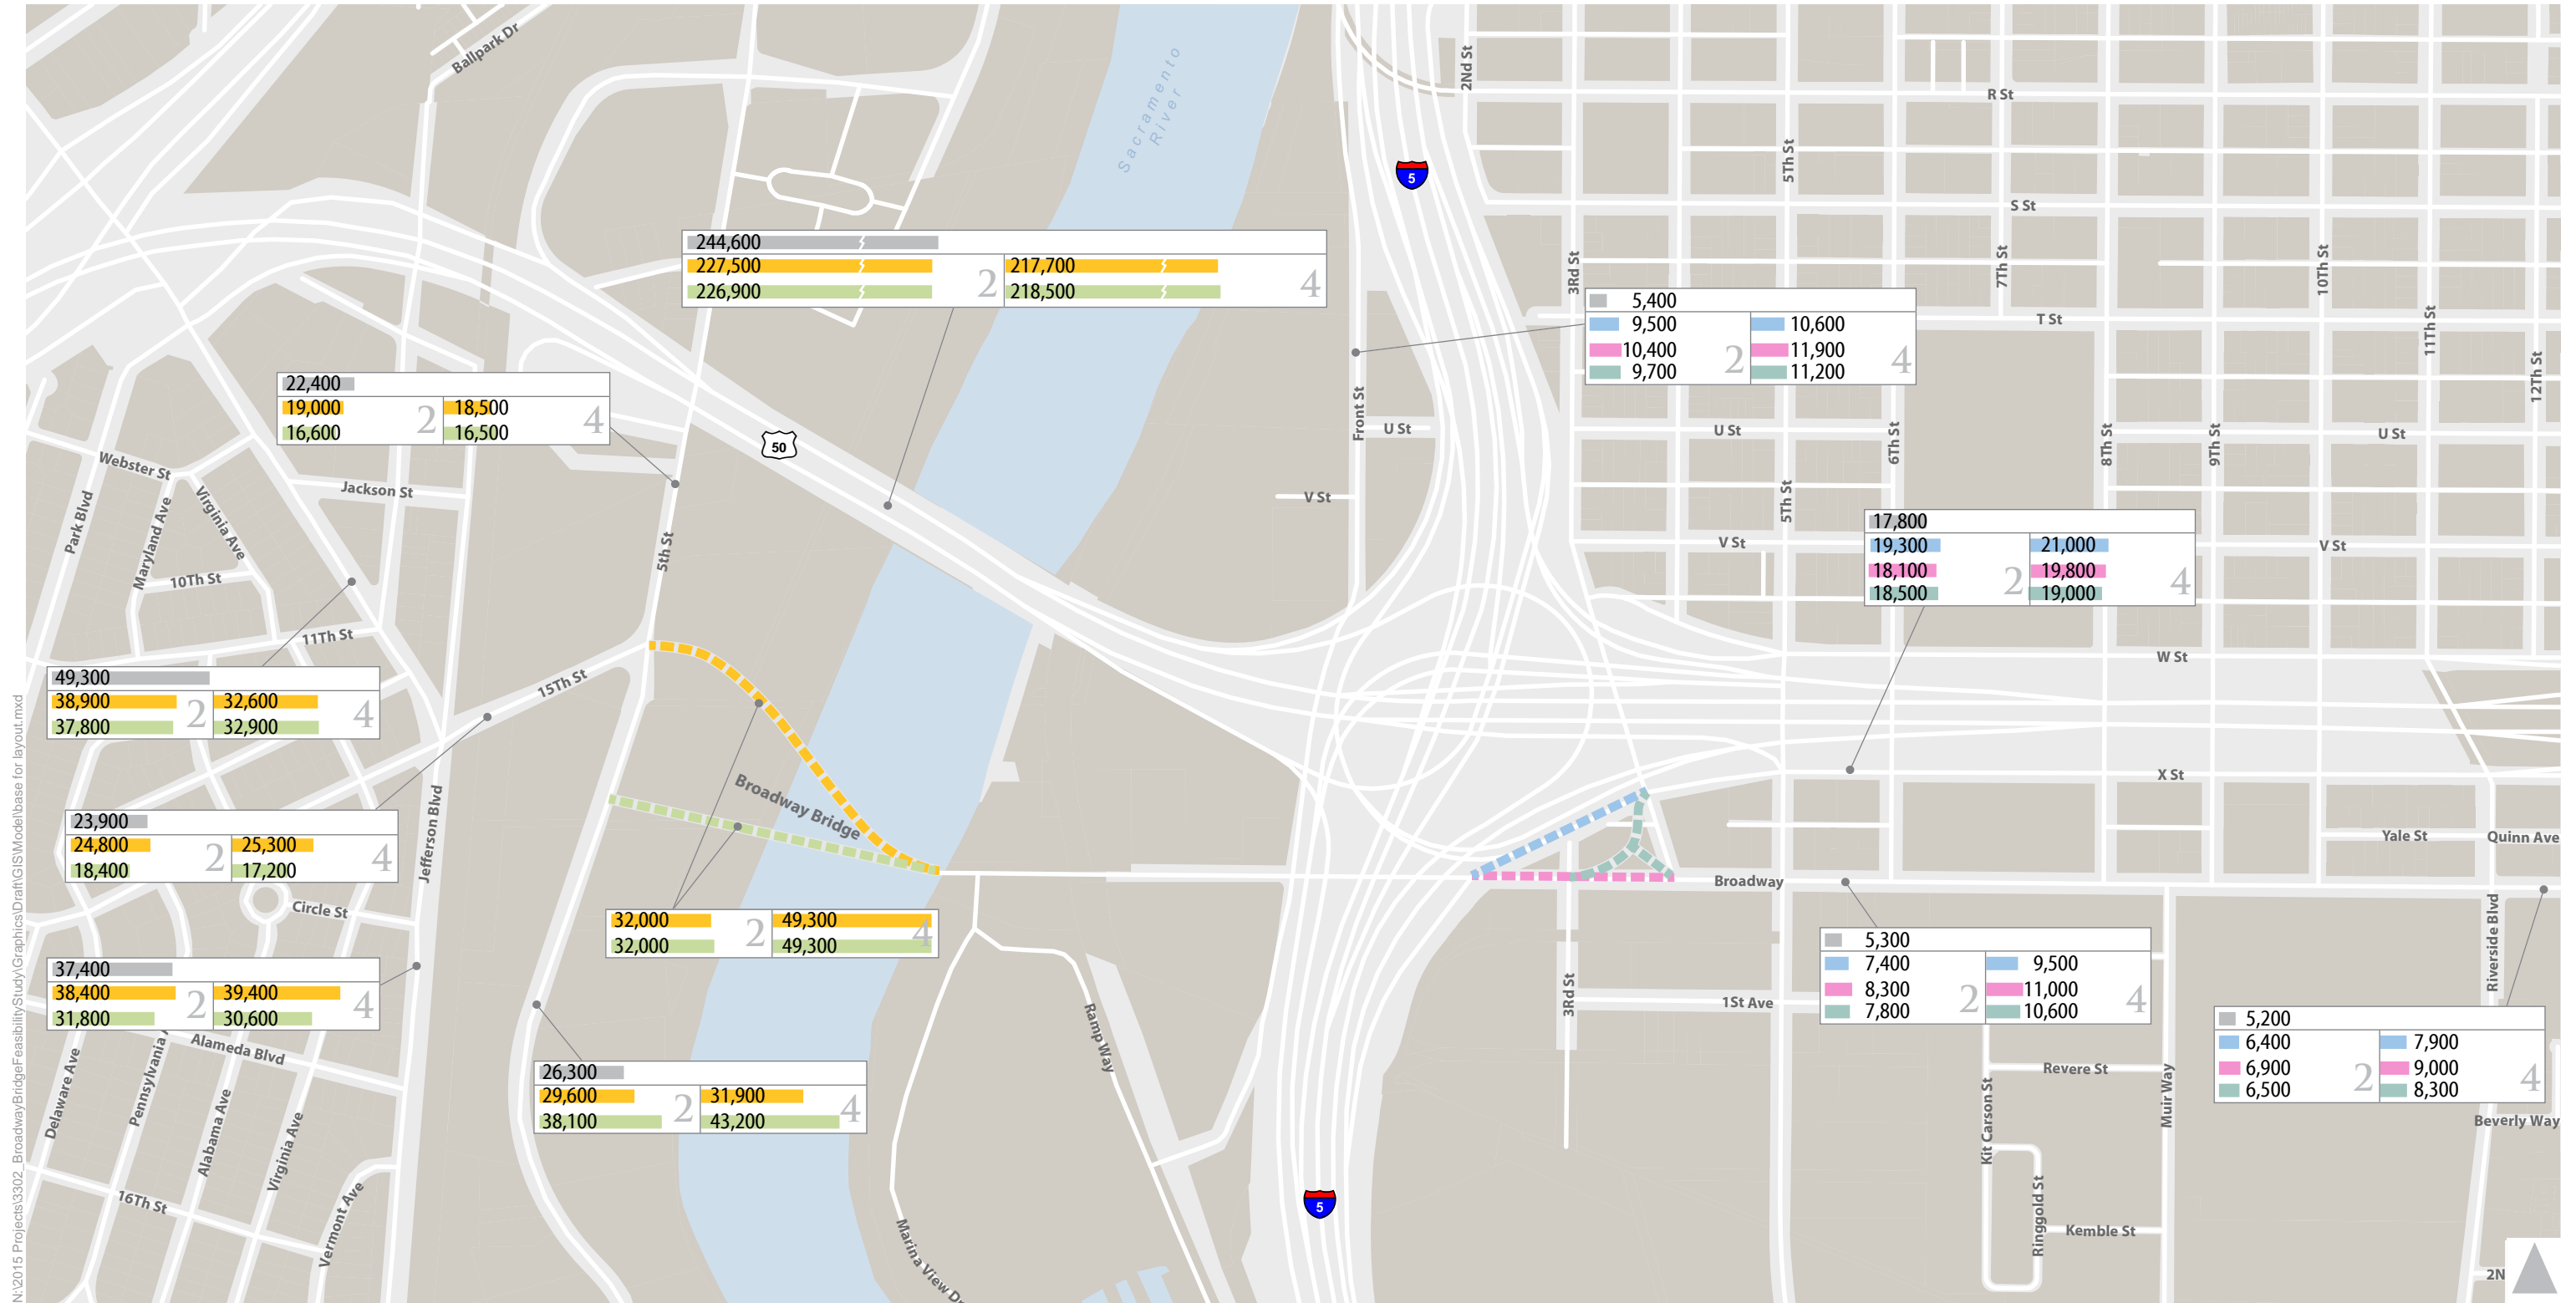 Ballpark Dr
Sacramento
River
5
2Nd St
R St
5Th St
S St
3Rd St
7Th St
10Th St
T St
11Th St
12Th St
244,600
227,500
226,900
2
217,700
218,500
4
5,400
9,500
10,400
9,700
2
10,600
11,900
11,200
4
22,400
19,000
16,600
2
18,500
16,500
4
50
Front St
U St
U St
6Th St
8Th St
9Th St
U St
Webster St
Jackson St
Park Blvd
Maryland Ave
Virginia Ave
10Th St
11Th St
5th St
V St
5Th St
V St
V St
17,800
19,300
18,100
18,500
2
21,000
19,800
19,000
4
W St
49,300
38,900
37,800
2
32,600
32,900
4
15Th St
X St
Broadway Bridge
Yale St
Quinn Ave
23,900
24,800
18,400
2
25,300
17,200
4
Jefferson Blvd
Circle St
Broadway
32,000
32,000
2
49,300
49,300
4
5,300
7,400
8,300
7,800
2
9,500
11,000
10,600
4
Riverside Blvd
37,400
38,400
31,800
2
39,400
30,600
4
3Rd St
1St Ave
5,200
6,400
6,900
6,500
2
7,900
9,000
8,300
4
Ramp Way
Alameda Blvd
26,300
29,600
38,100
2
31,900
43,200
4
Delaware Ave
Pennsylvania
Alabama Ave
Virginia Ave
Vermont Ave
16Th St
Kit Carson St
Revere St
Muir Way
Beverly Way
Ringgold St
Kemble St
5
Marina View Dr
2N
N:\2015 Projects\3302_BroadwayBridgeFeasibilityStudy\Graphics\Draft\GIS\Model\base for layout.mxd